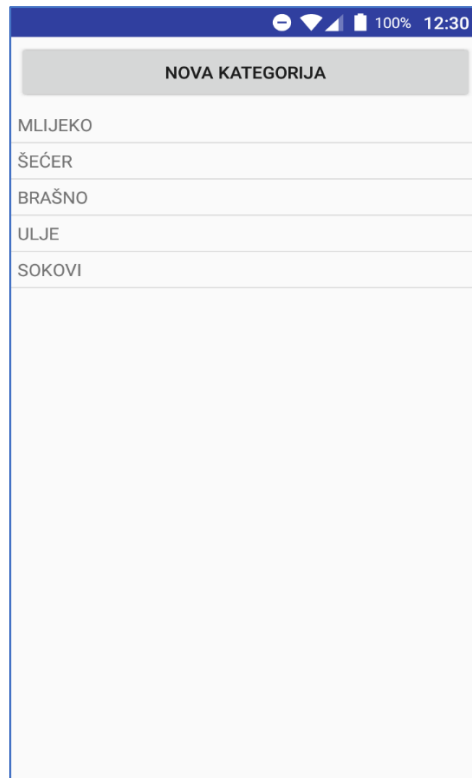 100% 12:30
NOVA KATEGORIJA
MLIJEKO
ŠEĆER
BRAŠNO
ULJE
SOKOVI